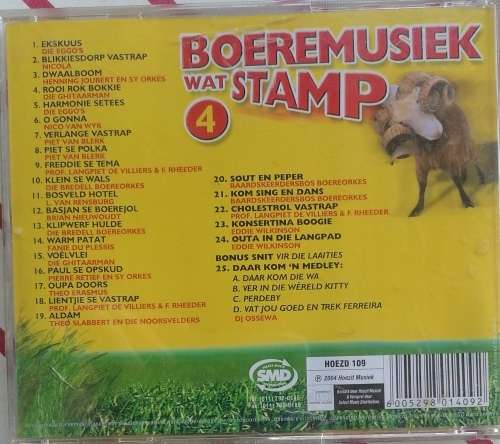 BOEREMUSIEK
WAT STAMP
4
1. EKSKUUS
DIE EGGO'S
2. BLIKKIESDORP VASTRAP
NICOLA
3. DWAALBOOM
HENNING JOUBERT EN SY ORKES
4. ROOI ROK BOKKIE
DIE GHITAARMAN
5. HARMONIE SETEES
DIE EGGO'S
6. O GONNA
NICO VAN WYK
7. VERLANGE VASTRAP
PIET VAN BLERK
8. PIET SE POLKA
PIET VAN BLERK
9. FREDDIE SE TEMA
PROF. LANGPIET DE VILLIERS & F. RHEEDER
10. KLEIN SE WALS
DIE BREDELL BOEREORKES
11. BOSVELD HOTEL
L. VAN RENSBURG
12. BASJAN SE BOEREJOL
BRIAN NIEUWOUDT
13. KLIPWERF HULDE
DIE BREDELL BOEREORKES
14. WARM PATAT
FANIE DU PLESSIS
15. VOËLVLEI
DIE GHITAARMAN
16. PAUL SE OPSKUD
PIERRE RETIEF EN SY ORKES
17. OUPA DOORS
THEO ERASMUS
18. LIENTJIE SE VASTRAP
PROF. LANGPIET DE VILLIERS & F. RHEEDER
19. ALDAM
THEO SLABBERT EN DIE NOORSVELDERS
20. SOUT EN PEPER
BAARDSKEERDERSBOS BOEREORKES
21. KOM SING EN DANS
BAARDSKEERDERSBOS BOEREORKES
22. CHOLESTROL VASTRAP
PROF. LANGPIET DE VILLIERS & F. RHEEDER
23. KONSERTINA BOOGIE
EDDIE WILKINSON
24. OUTA IN DIE LANGPAD
EDDIE WILKINSON
BONUS SNIT VIR DIE LAAITIES
25. DAAR KOM 'N MEDLEY:
A. DAAR KOM DIE WA
B. VER IN DIE WÊRELD KITTY
C. PERDEBY
D. VAT JOU GOED EN TREK FERREIRA
DJ OSSEWA
SMD
HOEZD 109
℗ 2004 Hoezit Musiek
6005298 014092